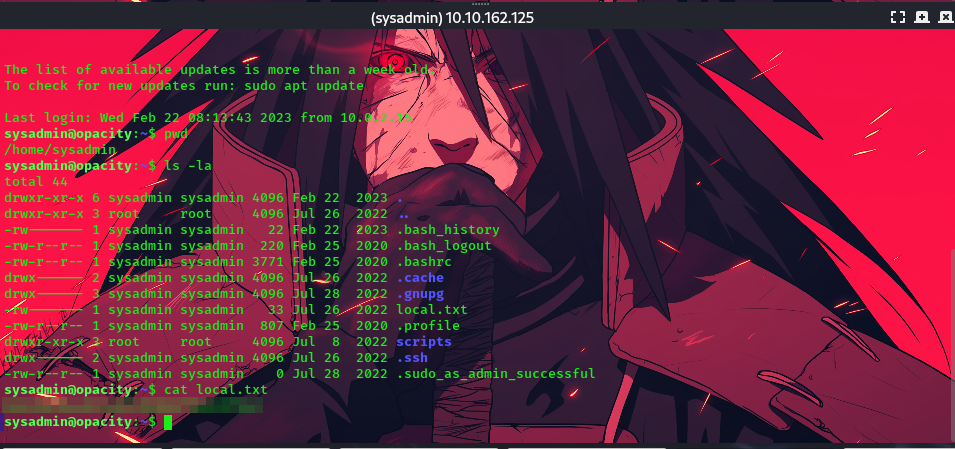 (sysadmin) 10.10.162.125
The list of available updates is more than a week old.
To check for new updates run: sudo apt update
Last login: Wed Feb 22 08:13:43 2023 from
sysadmin@opacity:~$ pwd
/home/sysadmin
sysadmin@opacity:~$ ls -la
total 44
drwxr-xr-x 6 sysadmin sysadmin 4096 Feb 22  2023 .
drwxr-xr-x 3 root     root     4096 Jul 26  2022 ..
-rw------- 1 sysadmin sysadmin   22 Feb 22  2023 .bash_history
-rw-r--r-- 1 sysadmin sysadmin  220 Feb 25  2020 .bash_logout
-rw-r--r-- 1 sysadmin sysadmin 3771 Feb 25  2020 .bashrc
drwx------ 2 sysadmin sysadmin 4096 Jul 26  2022 .cache
drwx------ 3 sysadmin sysadmin 4096 Jul 28  2022 .gnupg
-rw------- 1 sysadmin sysadmin   33 Jul 26  2022 local.txt
-rw-r--r-- 1 sysadmin sysadmin  807 Feb 25  2020 .profile
drwxr-xr-x 3 root     root     4096 Jul  8  2022 scripts
drwx------ 2 sysadmin sysadmin 4096 Jul 26  2022 .ssh
-rw-r--r-- 1 sysadmin sysadmin    0 Jul 28  2022 .sudo_as_admin_successful
sysadmin@opacity:~$ cat local.txt
sysadmin@opacity:~$